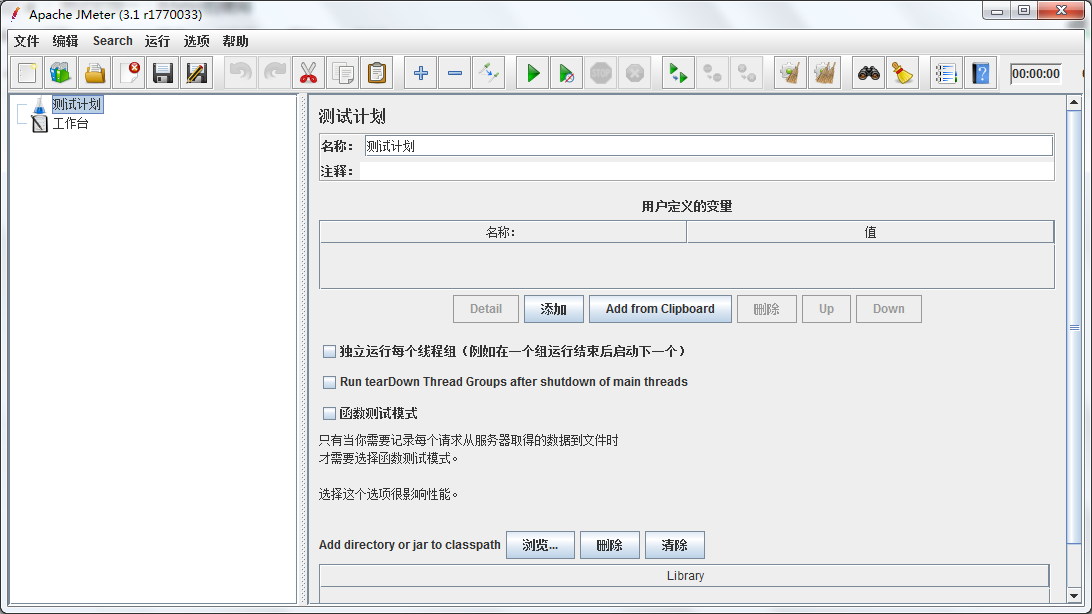 Apache JMeter (3.1 r1770033)
文件 编辑 Search 运行 选项 帮助
STOP
00:00:00
测试计划
工作台
测试计划
名称： 测试计划
注释：
用户定义的变量
名称： 值
Detail 添加 Add from Clipboard 删除 Up Down
独立运行每个线程组（例如在一个组运行结束后启动下一个）
Run tearDown Thread Groups after shutdown of main threads
函数测试模式
只有当你需要记录每个请求从服务器取得的数据到文件时
才需要选择函数测试模式。
选择这个选项很影响性能。
Add directory or jar to classpath 浏览... 删除 清除
Library